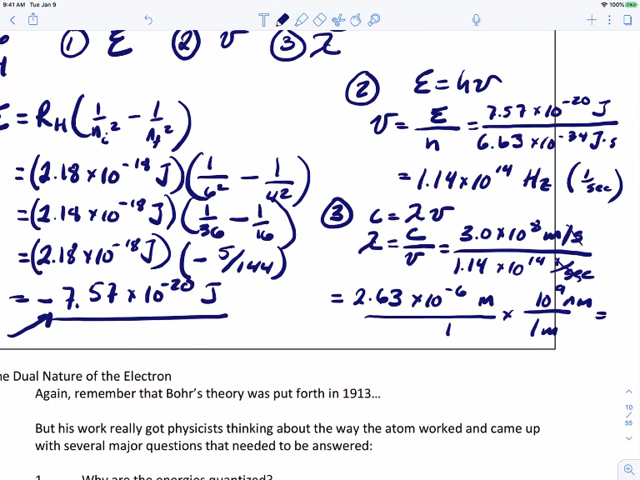 9:41 AM Tue Jan 9
100%
① E ② ν ③ λ
E = R_H (1/nᵢ² − 1/n_f²)
= (2.18 × 10⁻¹⁸ J) (1/6² − 1/4²)
= (2.18 × 10⁻¹⁸ J) (1/36 − 1/16)
= (2.18 × 10⁻¹⁸ J) (− 5/144)
= − 7.57 × 10⁻²⁰ J
② E = hν
ν = E/h = 7.57 × 10⁻²⁰ J / 6.63 × 10⁻³⁴ J·s
= 1.14 × 10¹⁴ Hz (1/sec)
③ c = λν
λ = c/ν = 3.0 × 10⁸ m/s / 1.14 × 10¹⁴ 1/sec
= 2.63 × 10⁻⁶ m / 1 × 10⁹ nm / 1 m =
he Dual Nature of the Electron
Again, remember that Bohr's theory was put forth in 1913…
But his work really got physicists thinking about the way the atom worked and came up
with several major questions that needed to be answered:
1. Why are the energies quantized?
10
/
55